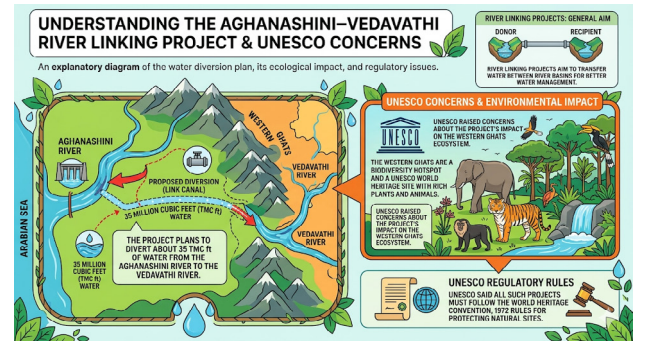 UNDERSTANDING THE AGHANASHINI–VEDAVATHI
RIVER LINKING PROJECT & UNESCO CONCERNS
An explanatory diagram of the water diversion plan, its ecological impact, and regulatory issues.
RIVER LINKING PROJECTS: GENERAL AIM
DONOR
RECIPIENT
RIVER LINKING PROJECTS AIM TO TRANSFER
WATER BETWEEN RIVER BASINS FOR BETTER
WATER MANAGEMENT.
ARABIAN SEA
AGHANASHINI
RIVER
WESTERN GHATS
PROPOSED DIVERSION
(LINK CANAL)
35 MILLION CUBIC FEET (TMC ft)
WATER
VEDAVATHI
RIVER
VEDAVATHI
RIVER
35 MILLION
CUBIC FEET
(TMC ft)
WATER
THE PROJECT PLANS TO
DIVERT ABOUT 35 TMC ft
OF WATER FROM THE
AGHANASHINI RIVER TO THE
VEDAVATHI RIVER.
UNESCO CONCERNS & ENVIRONMENTAL IMPACT
UNESCO
UNESCO RAISED CONCERNS
ABOUT THE PROJECT'S IMPACT
ON THE WESTERN GHATS
ECOSYSTEM.
THE WESTERN GHATS ARE A
BIODIVERSITY HOTSPOT
AND A UNESCO WORLD
HERITAGE SITE WITH RICH
PLANTS AND ANIMALS.
UNESCO RAISED
CONCERNS ABOUT
THE PROJECT'S
IMPACT ON THE
WESTERN GHATS
ECOSYSTEM.
UNESCO REGULATORY RULES
UNESCO SAID ALL SUCH PROJECTS
MUST FOLLOW THE WORLD HERITAGE
CONVENTION, 1972 RULES FOR
PROTECTING NATURAL SITES.